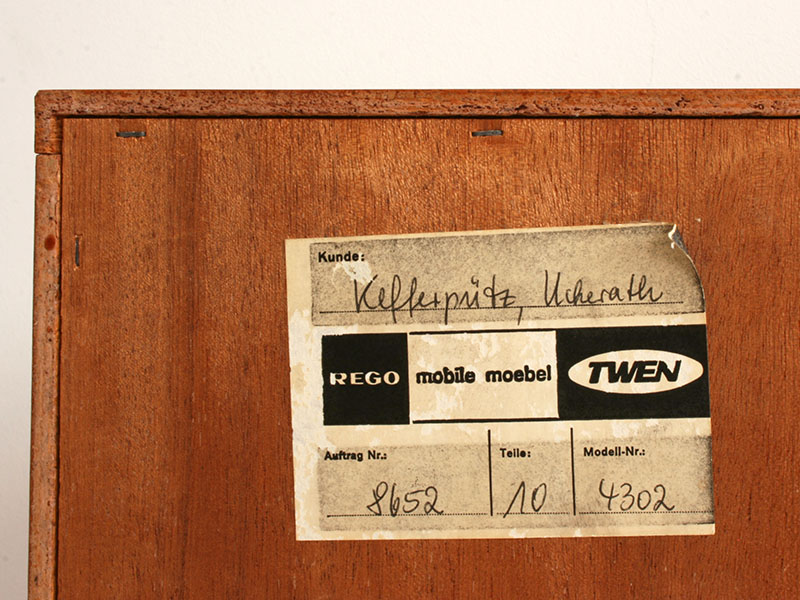 Kunde:
Kefferpütz, Ucherath
REGO mobile moebel TWEN
Auftrag Nr.: Teile: Modell-Nr.:
8652 10 4302